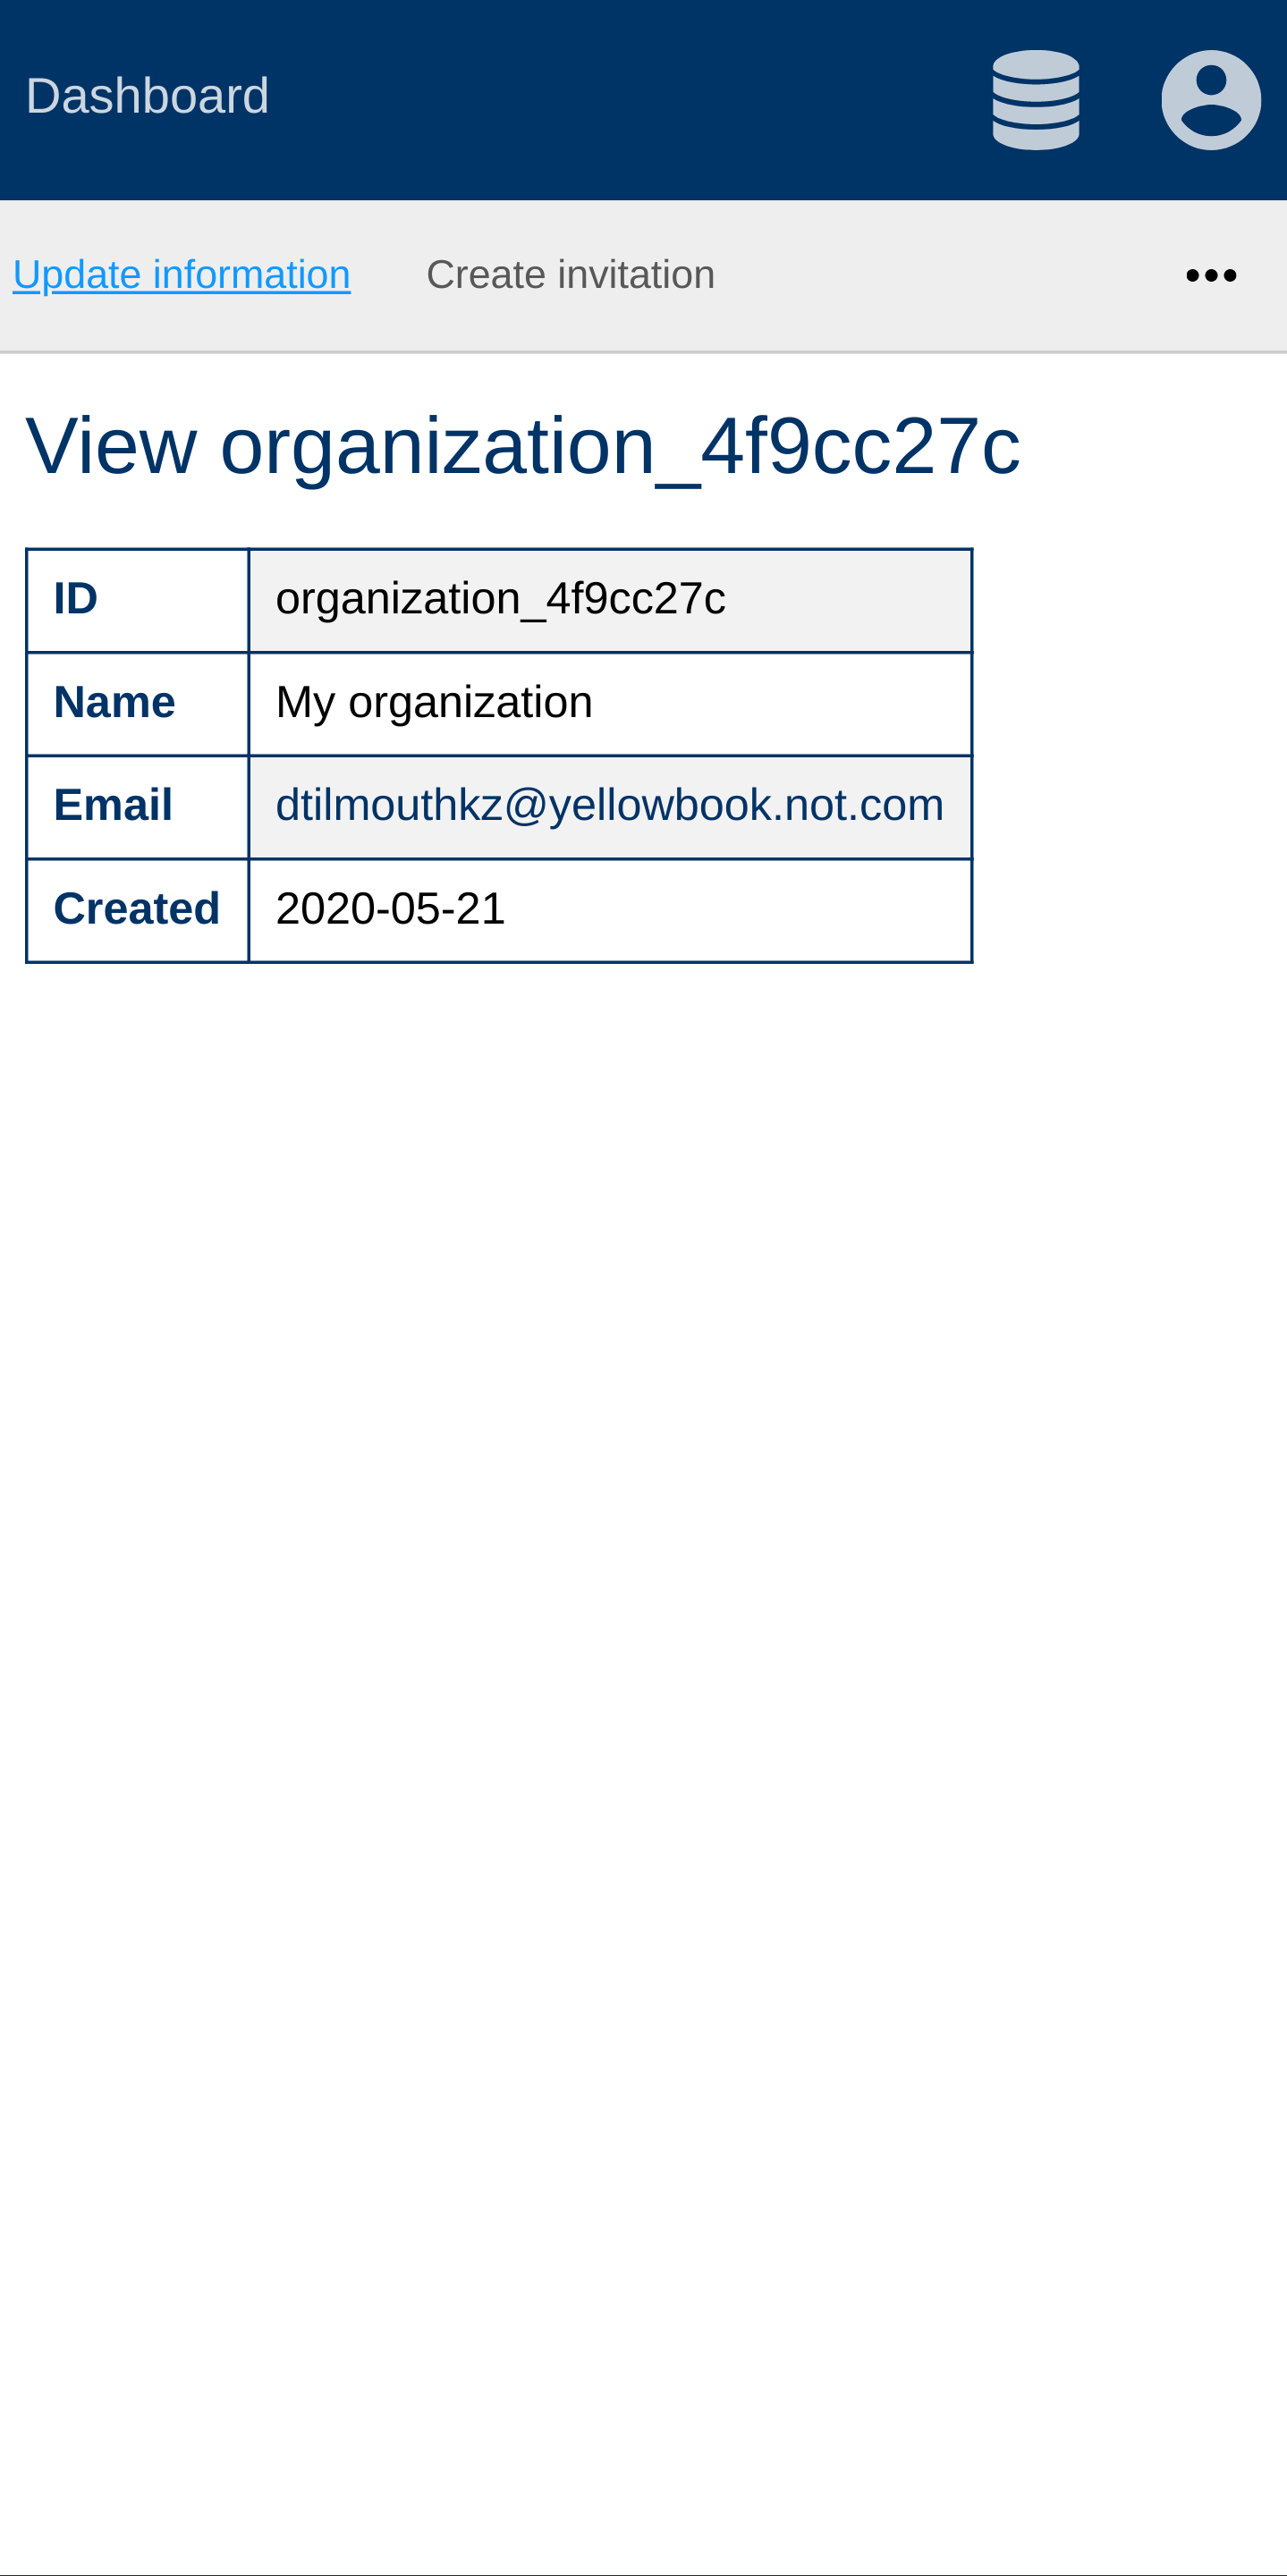 Dashboard
Update information Create invitation
View organization_4f9cc27c
ID organization_4f9cc27c
Name My organization
Email dtilmouthkz@yellowbook.not.com
Created 2020-05-21